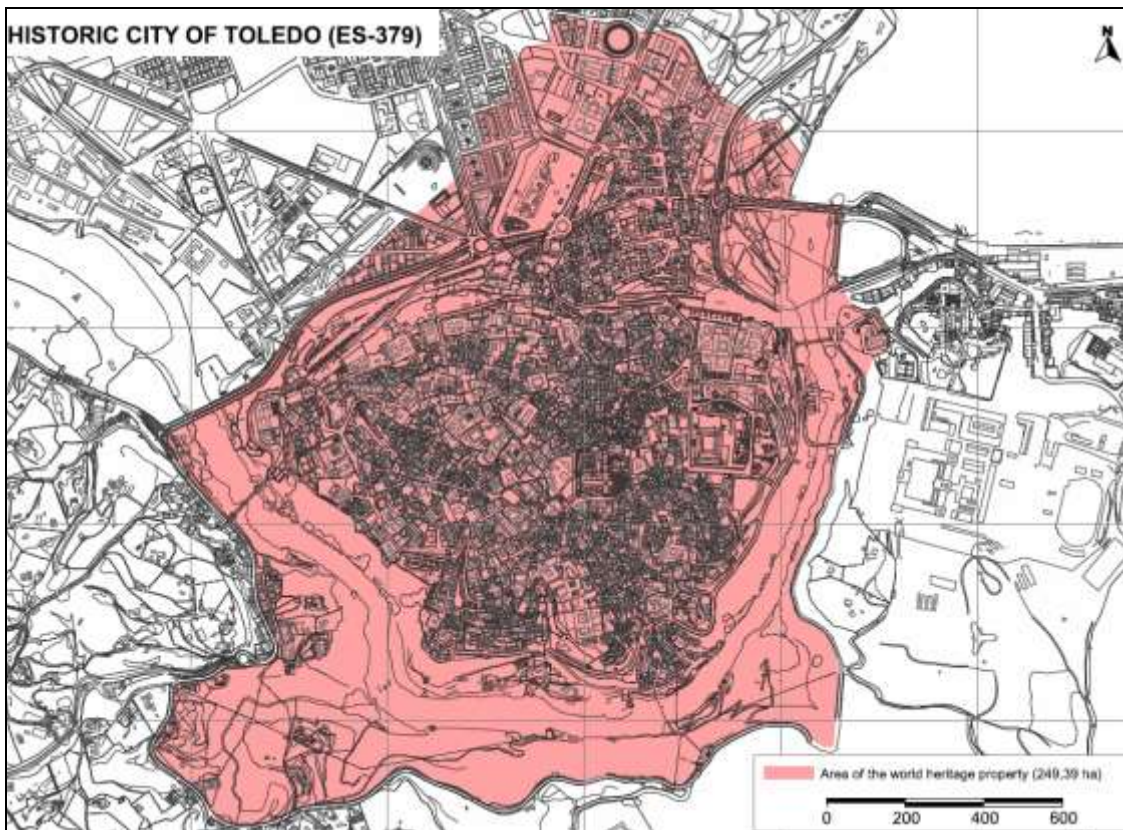 HISTORIC CITY OF TOLEDO (ES-379)
N
Area of the world heritage property (249,39 ha)
0 200 400 600